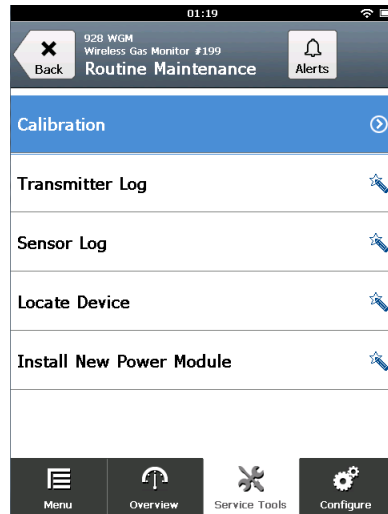 01:19
928 WGM
Wireless Gas Monitor #199
Back
Routine Maintenance
Alerts
Calibration
Transmitter Log
Sensor Log
Locate Device
Install New Power Module
Menu
Overview
Service Tools
Configure